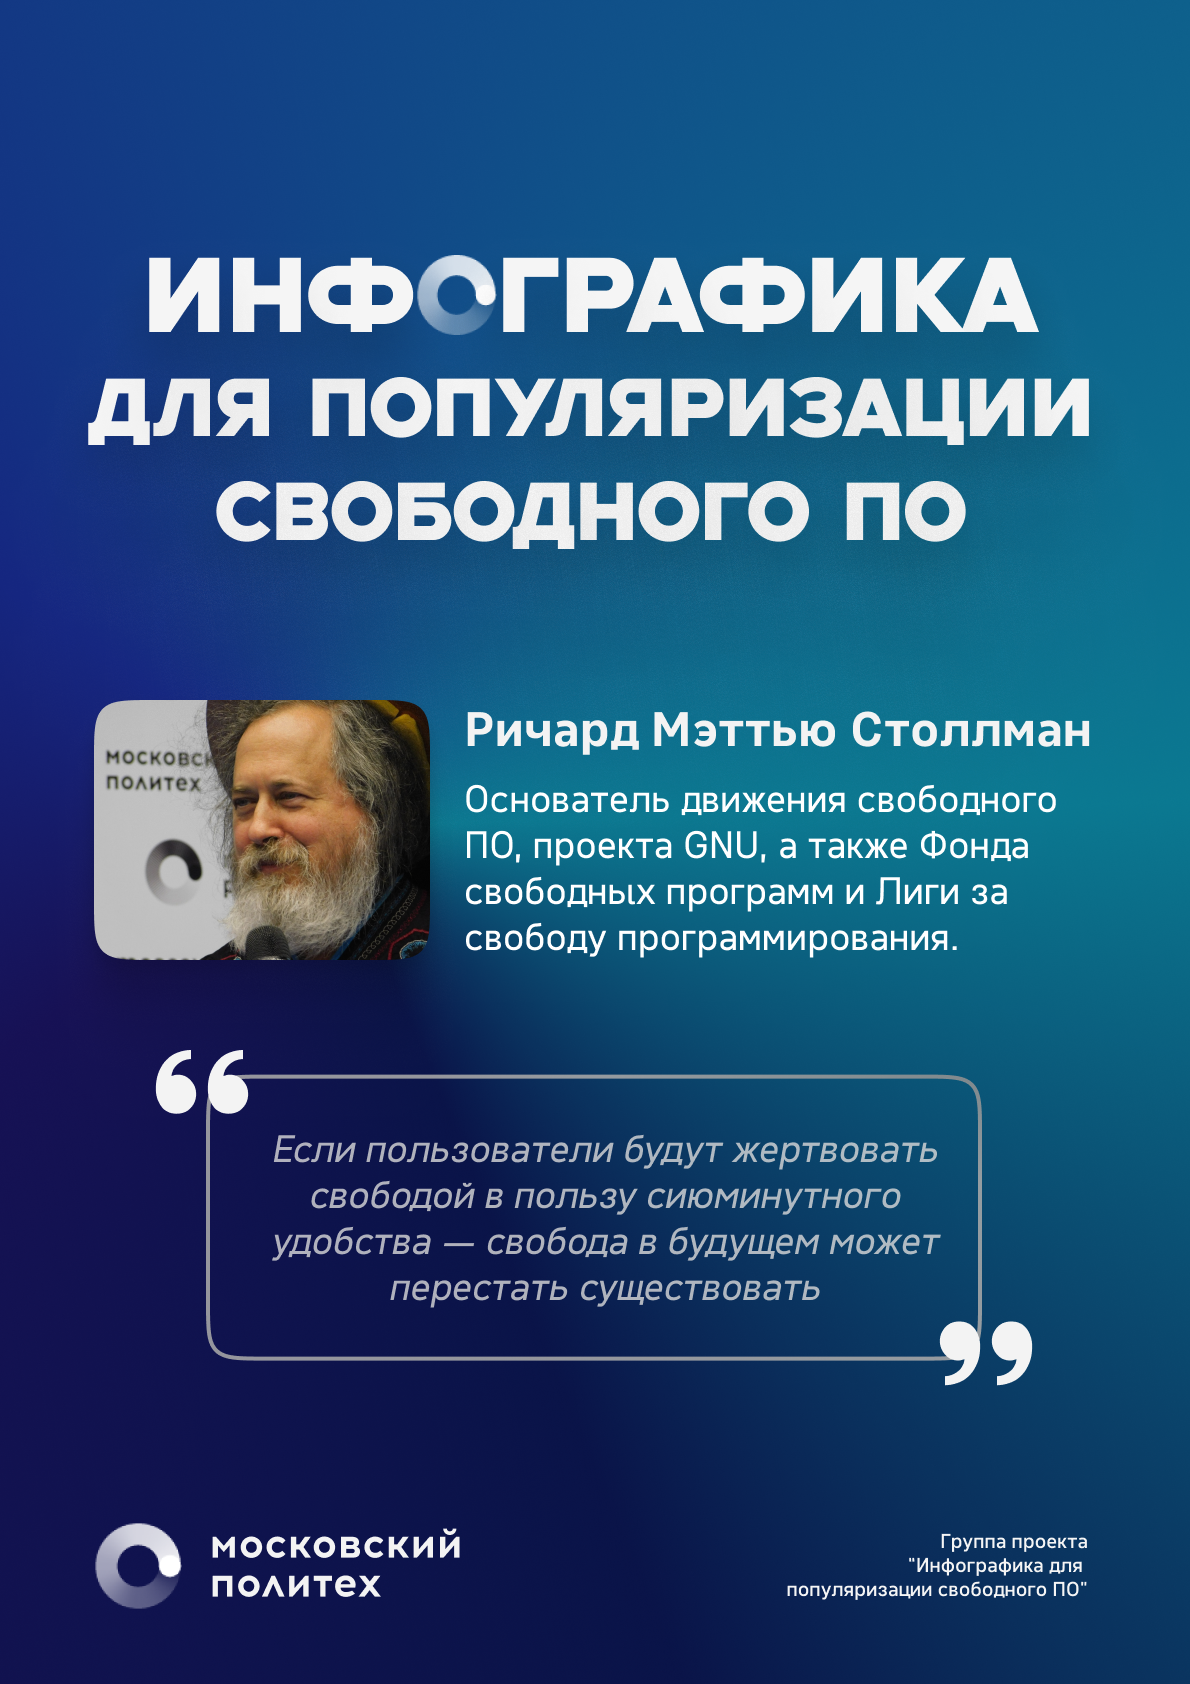 ИНФОГРАФИКА
ДЛЯ ПОПУЛЯРИЗАЦИИ
СВОБОДНОГО ПО
МОСКОВСК
ПОЛИТЕХ
Ричард Мэттью Столлман
Основатель движения свободного
ПО, проекта GNU, а также Фонда
свободных программ и Лиги за
свободу программирования.
“
Если пользователи будут жертвовать
свободой в пользу сиюминутного
удобства — свобода в будущем может
перестать существовать
”
МОСКОВСКИЙ
ПОЛИТЕХ
Группа проекта
"Инфографика для
популяризации свободного ПО"